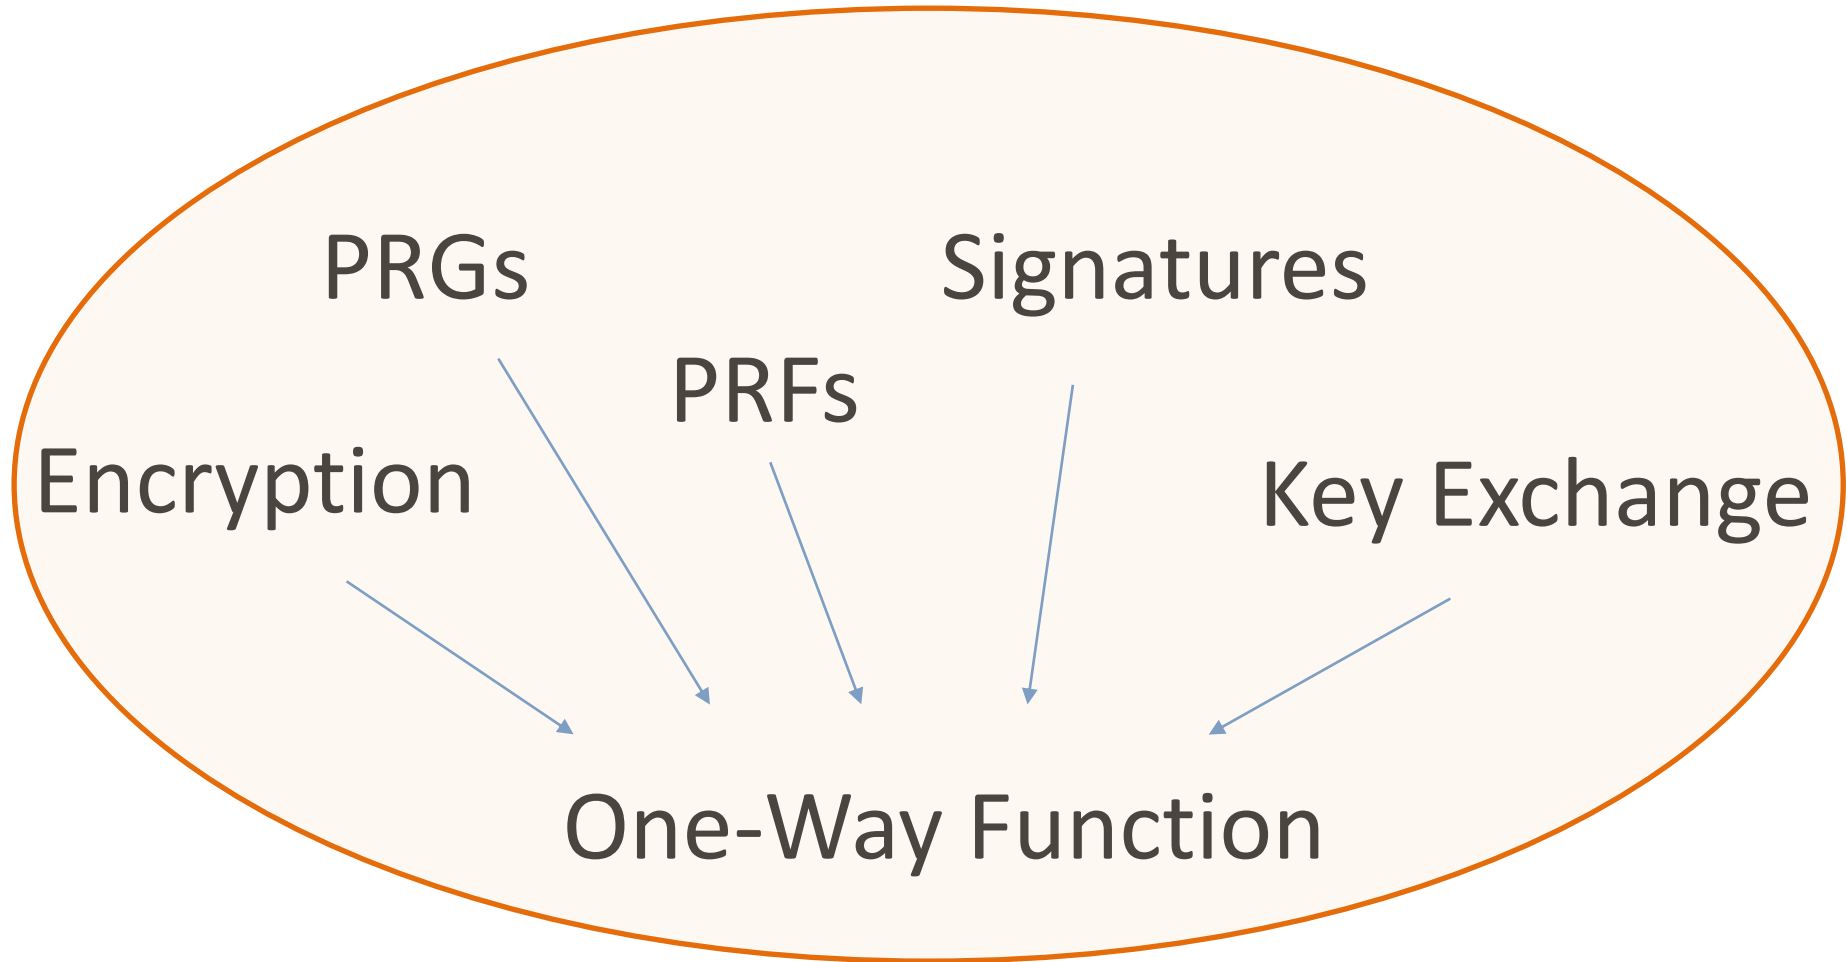 PRGs
Signatures
PRFs
Encryption
Key Exchange
One-Way Function